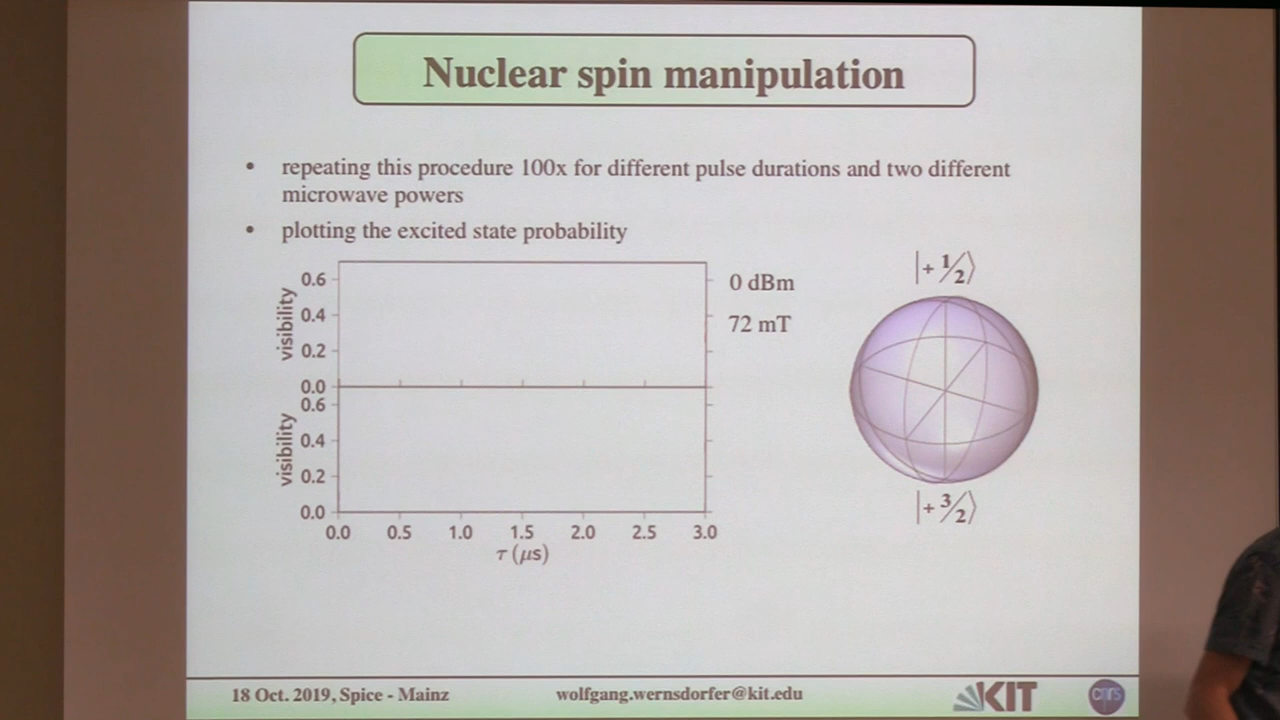 Nuclear spin manipulation
• repeating this procedure 100x for different pulse durations and two different
microwave powers
• plotting the excited state probability
|+ ½⟩
0.6
0 dBm
visibility
0.4
72 mT
0.2
0.0
0.6
visibility
0.4
0.2
0.0
|+ 3⁄2⟩
0.0 0.5 1.0 1.5 2.0 2.5 3.0
τ (μs)
18 Oct. 2019, Spice - Mainz
wolfgang.wernsdorfer@kit.edu
KIT
cnrs